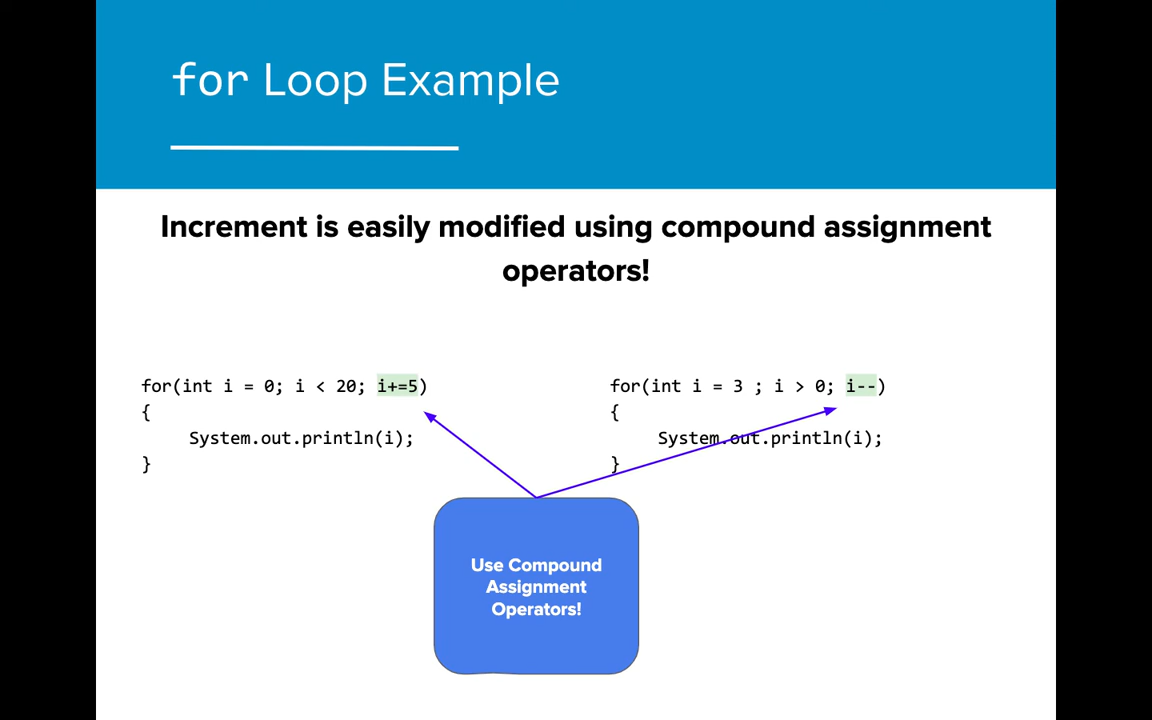 for Loop Example
Increment is easily modified using compound assignment
operators!
for(int i = 0; i < 20; i+=5)
{
System.out.println(i);
}
for(int i = 3 ; i > 0; i--)
{
System.out.println(i);
}
Use Compound
Assignment
Operators!